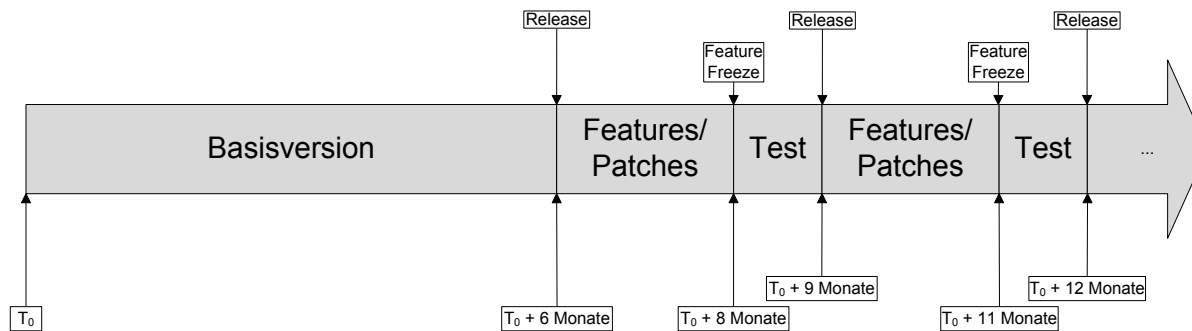 Release
Release
Release
Feature
Freeze
Feature
Freeze
Basisversion
Features/
Patches
Test
Features/
Patches
Test
...
T₀
T₀ + 6 Monate
T₀ + 8 Monate
T₀ + 9 Monate
T₀ + 11 Monate
T₀ + 12 Monate